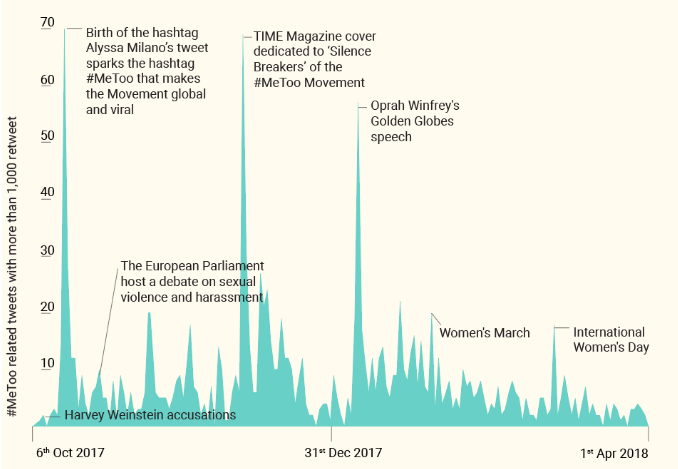 70
60
50
40
30
20
10
#MeToo related tweets with more than 1,000 retweet
Birth of the hashtag
Alyssa Milano's tweet
sparks the hashtag
#MeToo that makes
the Movement global
and viral
TIME Magazine cover
dedicated to 'Silence
Breakers' of the
#MeToo Movement
Oprah Winfrey's
Golden Globes
speech
The European Parliament
host a debate on sexual
violence and harassment
Women's March
International
Women's Day
Harvey Weinstein accusations
6th Oct 2017
31st Dec 2017
1st Apr 2018